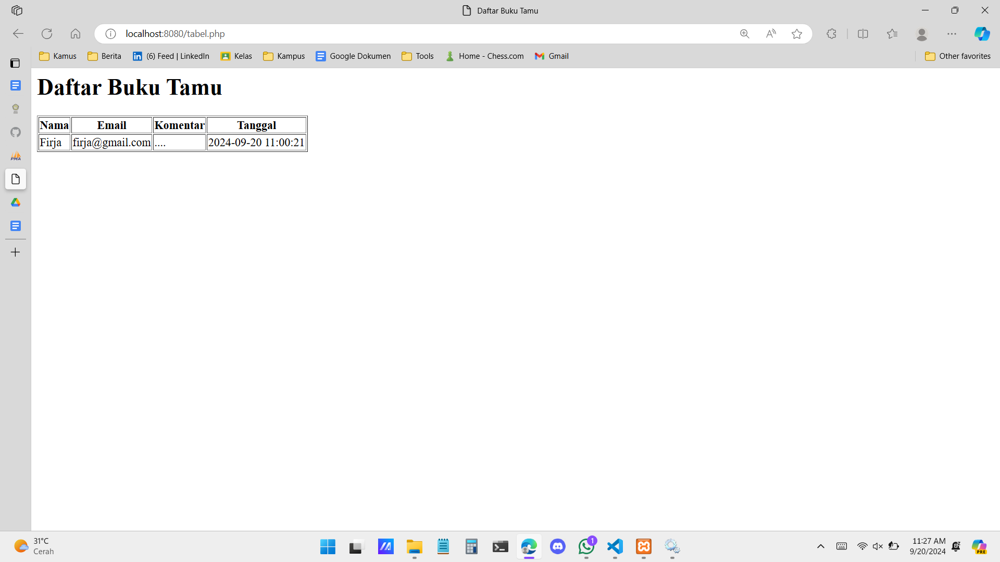 Daftar Buku Tamu
localhost:8080/tabel.php
Kamus Berita (6) Feed | LinkedIn Kelas Kampus Google Dokumen Tools Home - Chess.com Gmail Other favorites
Daftar Buku Tamu
Nama Email Komentar Tanggal
Firja firja@gmail.com .... 2024-09-20 11:00:21
PMA
31°C
Cerah
1
11:27 AM
9/20/2024
PRE